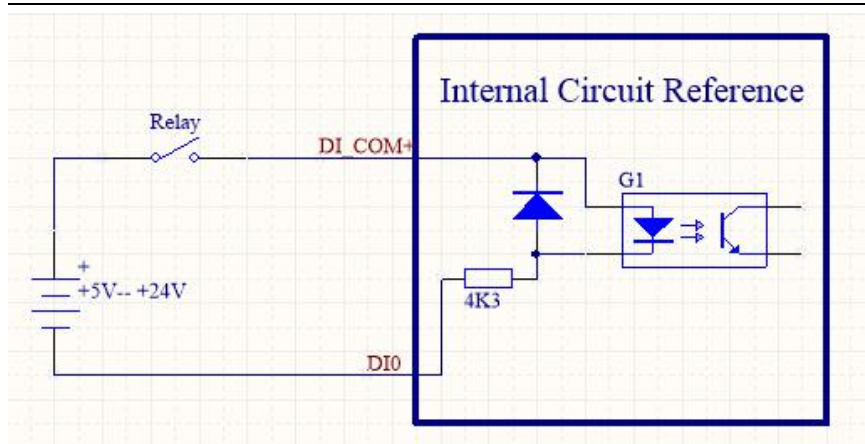 Internal Circuit Reference
Relay
DI_COM+
G1
+
+5V-- +24V
4K3
DI0